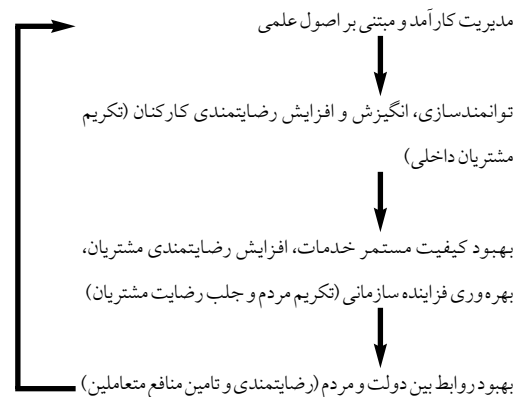 مدیریت کارآمد و مبتنی بر اصول علمی
توانمندسازی، انگیزش و افزایش رضایتمندی کارکنان (تکریم
مشتریان داخلی)
بهبود کیفیت مستمر خدمات، افزایش رضایتمندی مشتریان،
بهره‌وری فزاینده سازمانی (تکریم مردم و جلب رضایت مشتریان)
بهبود روابط بین دولت و مردم (رضایتمندی و تامین منافع متعاملین)